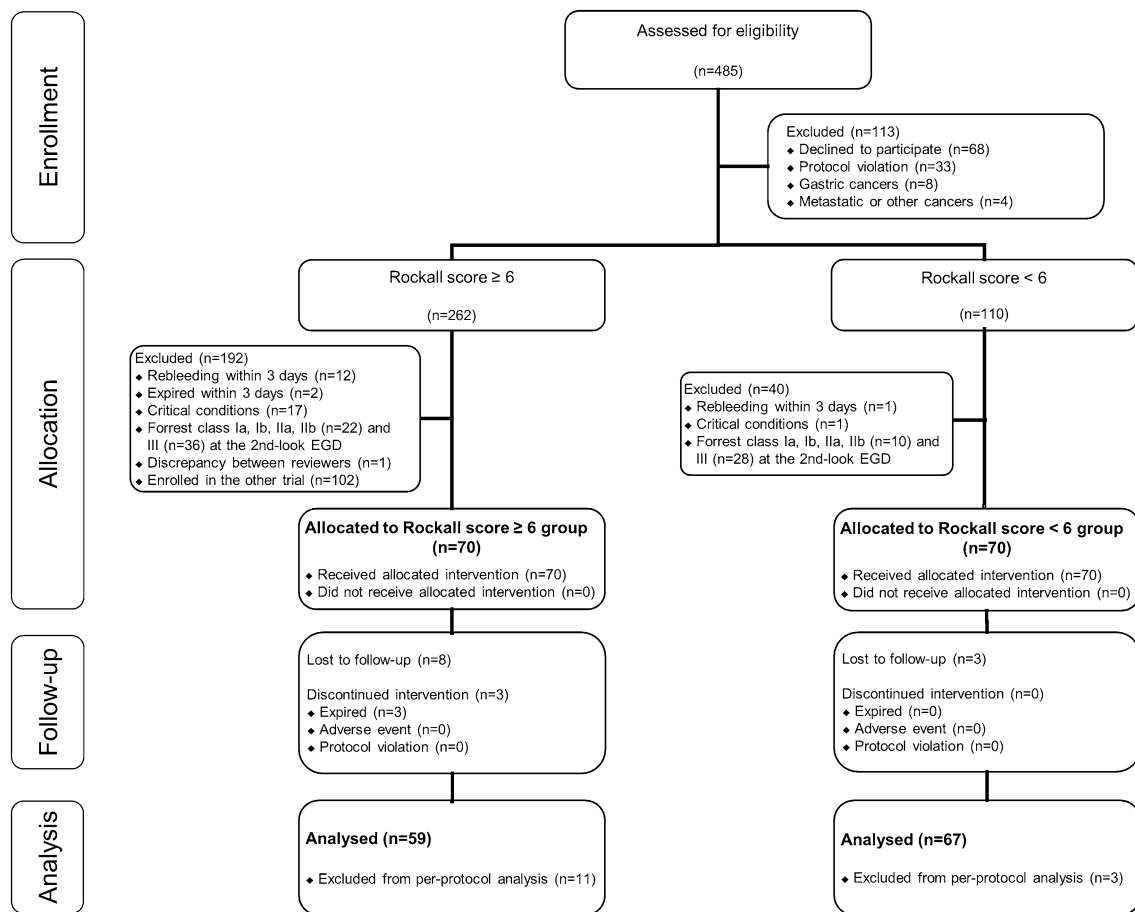 Enrollment
Assessed for eligibility
(n=485)
Excluded (n=113)
◆ Declined to participate (n=68)
◆ Protocol violation (n=33)
◆ Gastric cancers (n=8)
◆ Metastatic or other cancers (n=4)
Allocation
Rockall score ≥ 6
(n=262)
Rockall score < 6
(n=110)
Excluded (n=192)
◆ Rebleeding within 3 days (n=12)
◆ Expired within 3 days (n=2)
◆ Critical conditions (n=17)
◆ Forrest class Ia, Ib, IIa, IIb (n=22) and
III (n=36) at the 2nd-look EGD
◆ Discrepancy between reviewers (n=1)
◆ Enrolled in the other trial (n=102)
Excluded (n=40)
◆ Rebleeding within 3 days (n=1)
◆ Critical conditions (n=1)
◆ Forrest class Ia, Ib, IIa, IIb (n=10) and
III (n=28) at the 2nd-look EGD
Allocated to Rockall score ≥ 6 group
(n=70)
◆ Received allocated intervention (n=70)
◆ Did not receive allocated intervention (n=0)
Allocated to Rockall score < 6 group
(n=70)
◆ Received allocated intervention (n=70)
◆ Did not receive allocated intervention (n=0)
Follow-up
Lost to follow-up (n=8)
Discontinued intervention (n=3)
◆ Expired (n=3)
◆ Adverse event (n=0)
◆ Protocol violation (n=0)
Lost to follow-up (n=3)
Discontinued intervention (n=0)
◆ Expired (n=0)
◆ Adverse event (n=0)
◆ Protocol violation (n=0)
Analysis
Analysed (n=59)
◆ Excluded from per-protocol analysis (n=11)
Analysed (n=67)
◆ Excluded from per-protocol analysis (n=3)